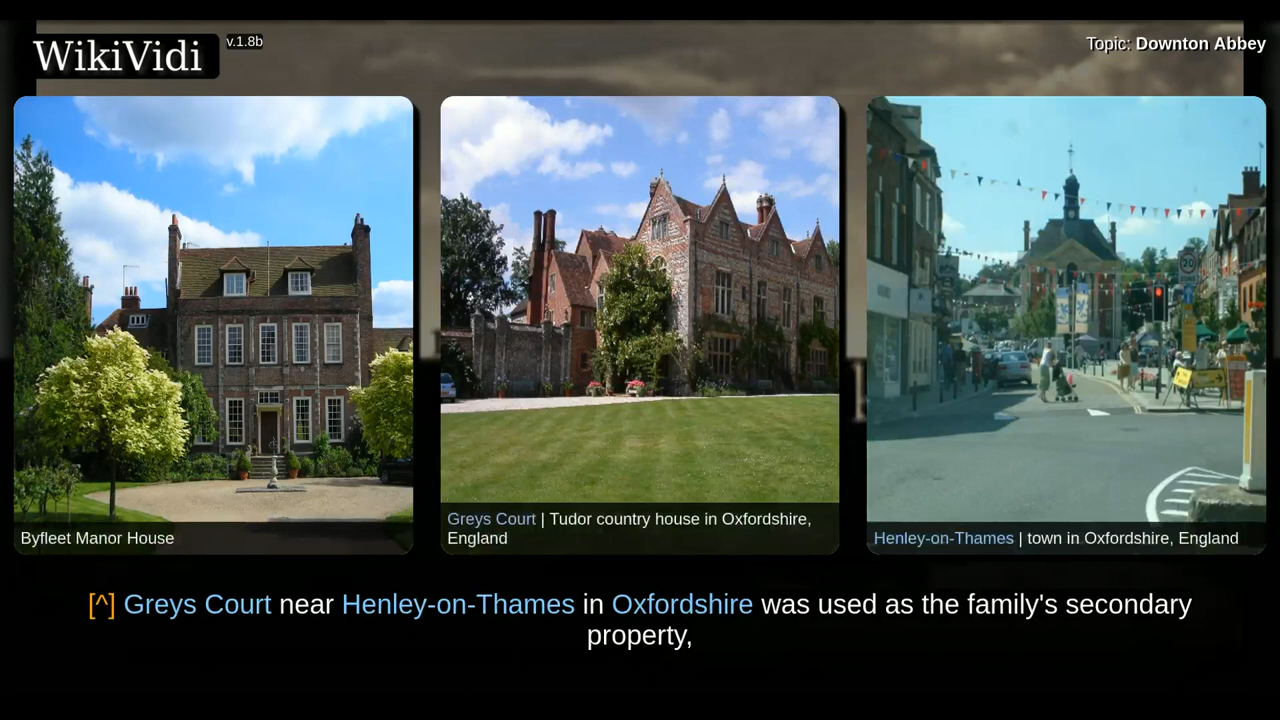 WikiVidi
v.1.8b
Topic: Downton Abbey
Byfleet Manor House
Greys Court | Tudor country house in Oxfordshire,
England
Henley-on-Thames | town in Oxfordshire, England
[^] Greys Court near Henley-on-Thames in Oxfordshire was used as the family's secondary
property,